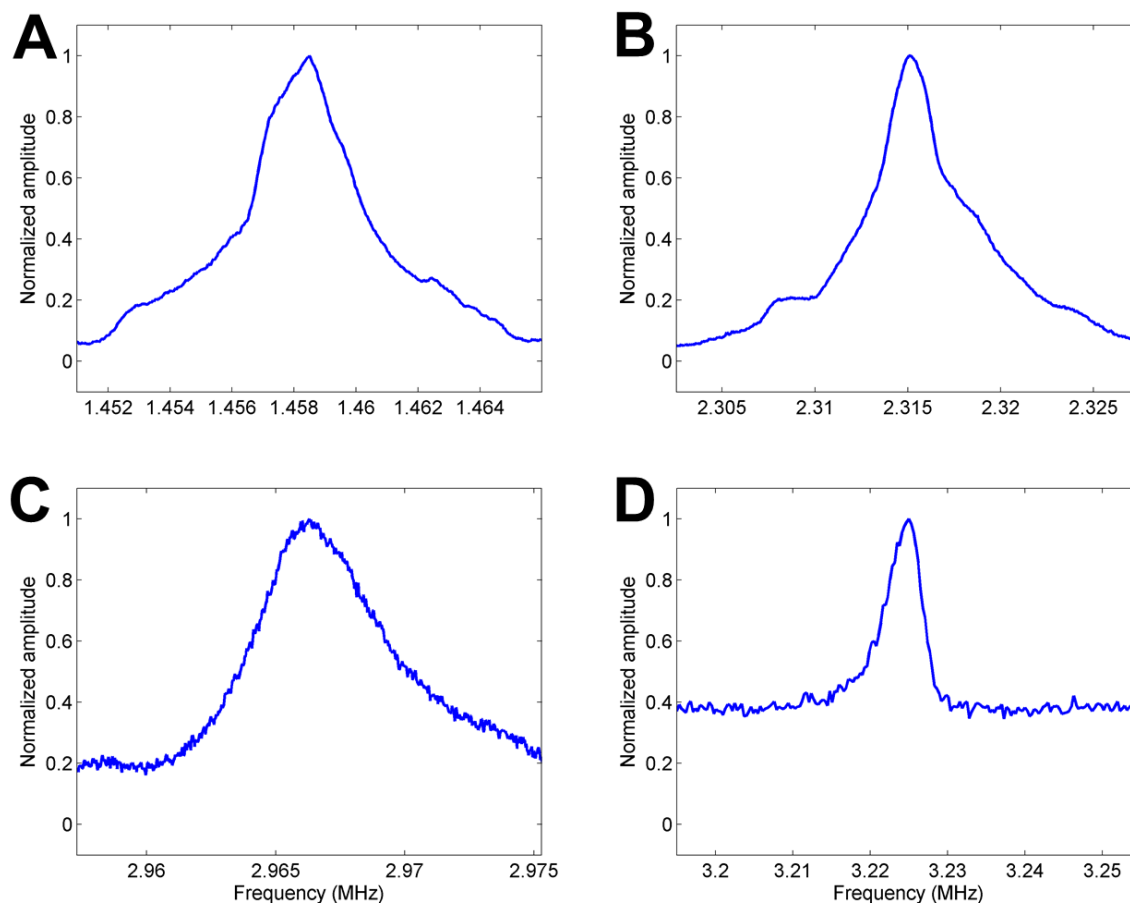 A
Normalized amplitude
1
0.8
0.6
0.4
0.2
0
1.452 1.454 1.456 1.458 1.46 1.462 1.464
B
Normalized amplitude
1
0.8
0.6
0.4
0.2
0
2.305 2.31 2.315 2.32 2.325
C
Normalized amplitude
1
0.8
0.6
0.4
0.2
0
2.96 2.965 2.97 2.975
Frequency (MHz)
D
Normalized amplitude
1
0.8
0.6
0.4
0.2
0
3.2 3.21 3.22 3.23 3.24 3.25
Frequency (MHz)